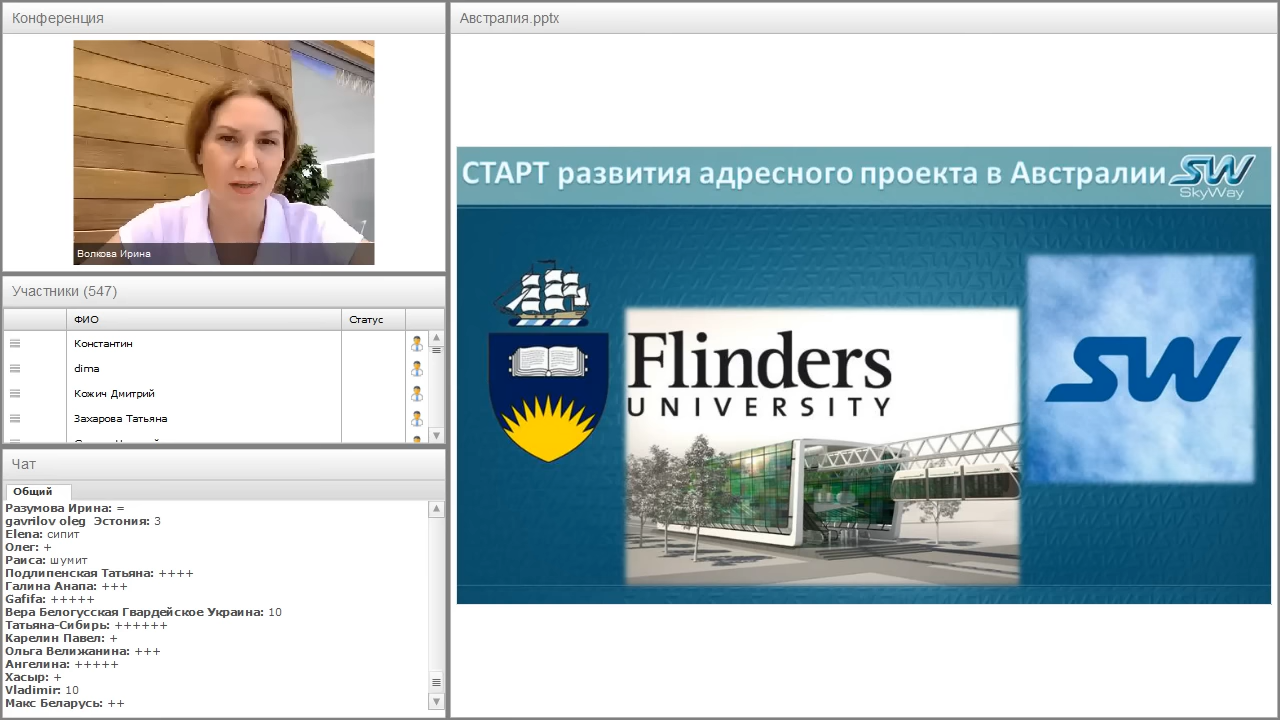 Конференция
Волкова Ирина
Участники (547)
ФИО Статус
Константин
dima
Кожич Дмитрий
Захарова Татьяна
Чат
Общий
Разумова Ирина: =
gavrilov oleg Эстония: 3
Elena: сипит
Олег: +
Раиса: шумит
Подлипенская Татьяна: ++++
Галина Анапа: +++
Gafifa: +++++
Вера Белогусская Гвардейское Украина: 10
Татьяна-Сибирь: ++++++
Карелин Павел: +
Ольга Велижанина: +++
Ангелина: +++++
Хасыр: +
Vladimir: 10
Макс Беларусь: ++
Австралия.pptx
СТАРТ развития адресного проекта в Австралии
SW
SkyWay
Flinders
UNIVERSITY
SW